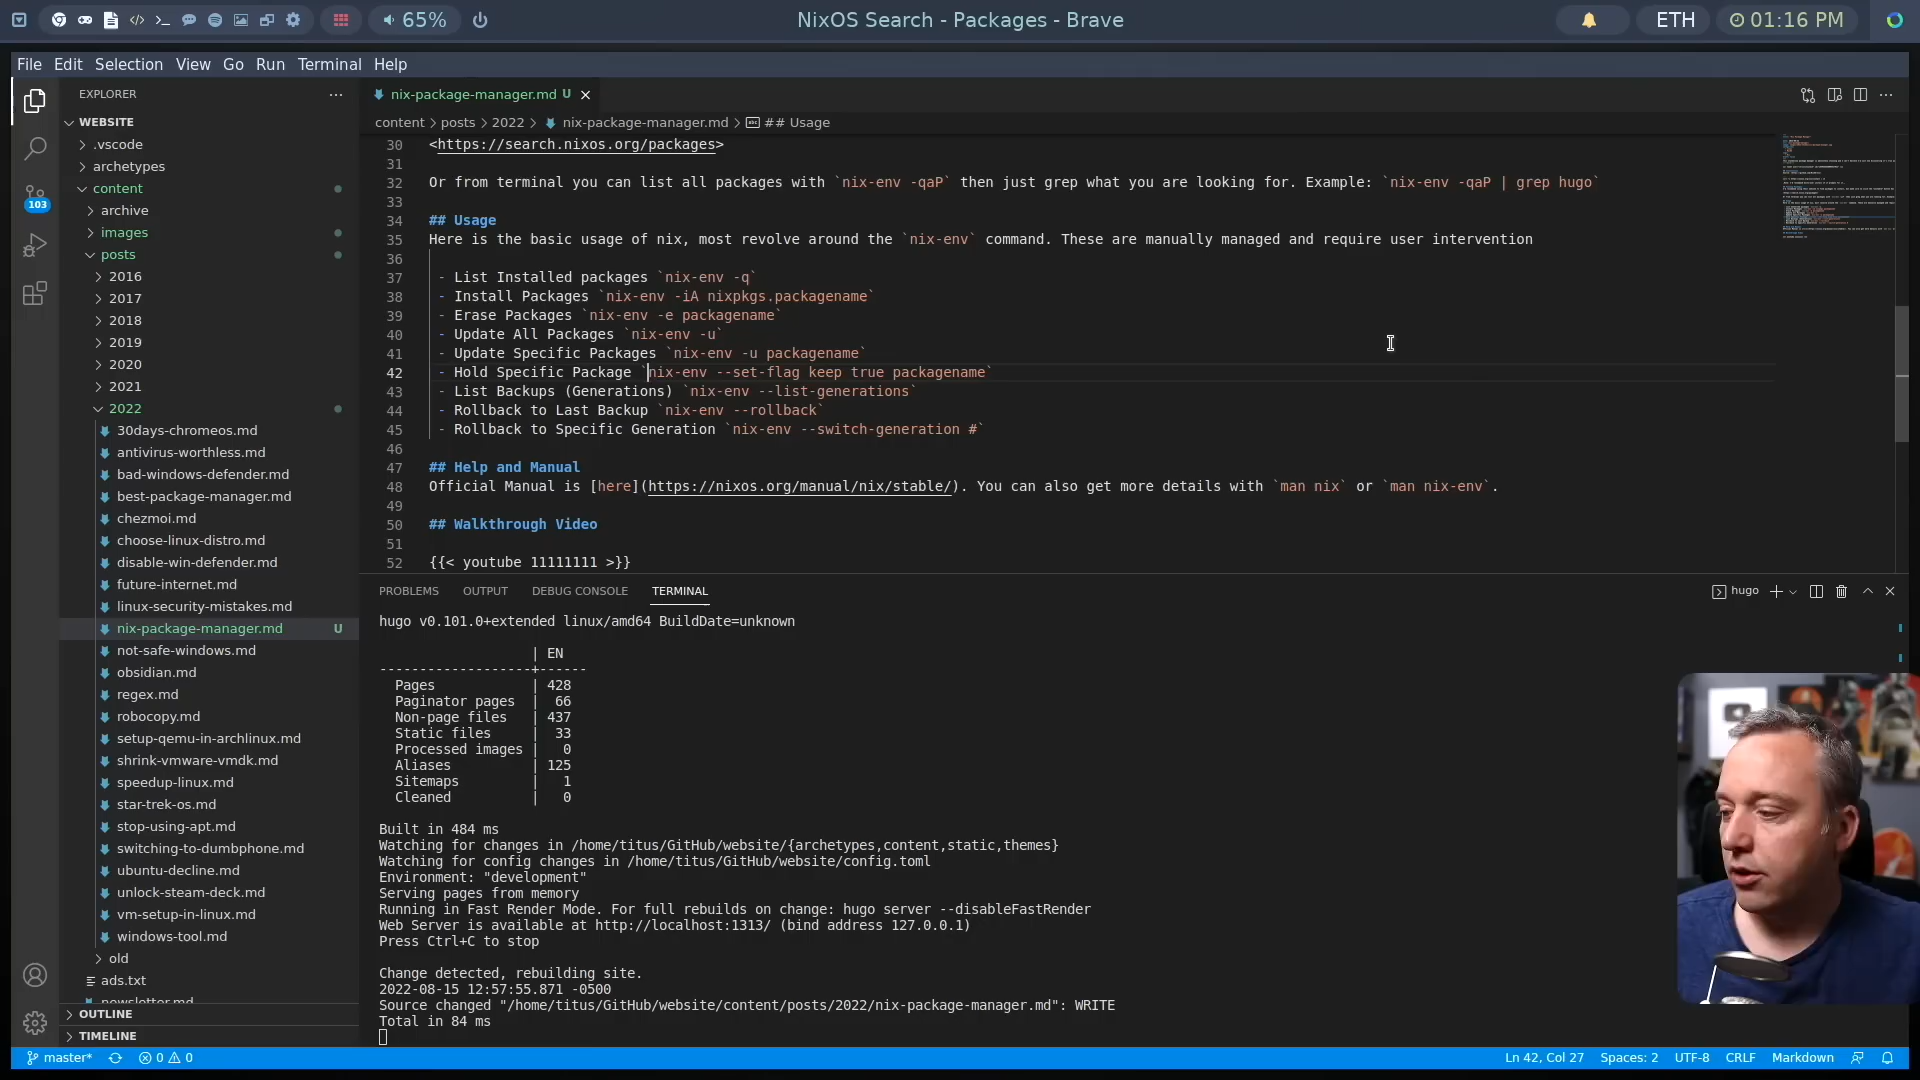 65%
NixOS Search - Packages - Brave
ETH
01:16 PM
File Edit Selection View Go Run Terminal Help
EXPLORER
WEBSITE
.vscode
archetypes
content
archive
images
posts
2016
2017
2018
2019
2020
2021
2022
30days-chromeos.md
antivirus-worthless.md
bad-windows-defender.md
best-package-manager.md
chezmoi.md
choose-linux-distro.md
disable-win-defender.md
future-internet.md
linux-security-mistakes.md
nix-package-manager.md U
not-safe-windows.md
obsidian.md
regex.md
robocopy.md
setup-qemu-in-archlinux.md
shrink-vmware-vmdk.md
speedup-linux.md
star-trek-os.md
stop-using-apt.md
switching-to-dumbphone.md
ubuntu-decline.md
unlock-steam-deck.md
vm-setup-in-linux.md
windows-tool.md
old
ads.txt
newsletter.md
OUTLINE
TIMELINE
103
nix-package-manager.md U
content > posts > 2022 > nix-package-manager.md > ## Usage
30 <https://search.nixos.org/packages>
31
32 Or from terminal you can list all packages with `nix-env -qaP` then just grep what you are looking for. Example: `nix-env -qaP | grep hugo`
33
34 ## Usage
35 Here is the basic usage of nix, most revolve around the `nix-env` command. These are manually managed and require user intervention
36
37 - List Installed packages `nix-env -q`
38 - Install Packages `nix-env -iA nixpkgs.packagename`
39 - Erase Packages `nix-env -e packagename`
40 - Update All Packages `nix-env -u`
41 - Update Specific Packages `nix-env -u packagename`
42 - Hold Specific Package `nix-env --set-flag keep true packagename`
43 - List Backups (Generations) `nix-env --list-generations`
44 - Rollback to Last Backup `nix-env --rollback`
45 - Rollback to Specific Generation `nix-env --switch-generation #`
46
47 ## Help and Manual
48 Official Manual is [here](https://nixos.org/manual/nix/stable/). You can also get more details with `man nix` or `man nix-env`.
49
50 ## Walkthrough Video
51
52 {{< youtube 11111111 >}}
PROBLEMS OUTPUT DEBUG CONSOLE TERMINAL
hugo
hugo v0.101.0+extended linux/amd64 BuildDate=unknown
| EN
-------------------+------
Pages | 428
Paginator pages | 66
Non-page files | 437
Static files | 33
Processed images | 0
Aliases | 125
Sitemaps | 1
Cleaned | 0
Built in 484 ms
Watching for changes in /home/titus/GitHub/website/{archetypes,content,static,themes}
Watching for config changes in /home/titus/GitHub/website/config.toml
Environment: "development"
Serving pages from memory
Running in Fast Render Mode. For full rebuilds on change: hugo server --disableFastRender
Web Server is available at http://localhost:1313/ (bind address 127.0.0.1)
Press Ctrl+C to stop
Change detected, rebuilding site.
2022-08-15 12:57:55.871 -0500
Source changed "/home/titus/GitHub/website/content/posts/2022/nix-package-manager.md": WRITE
Total in 84 ms
master* 0 0
Ln 42, Col 27 Spaces: 2 UTF-8 CRLF Markdown